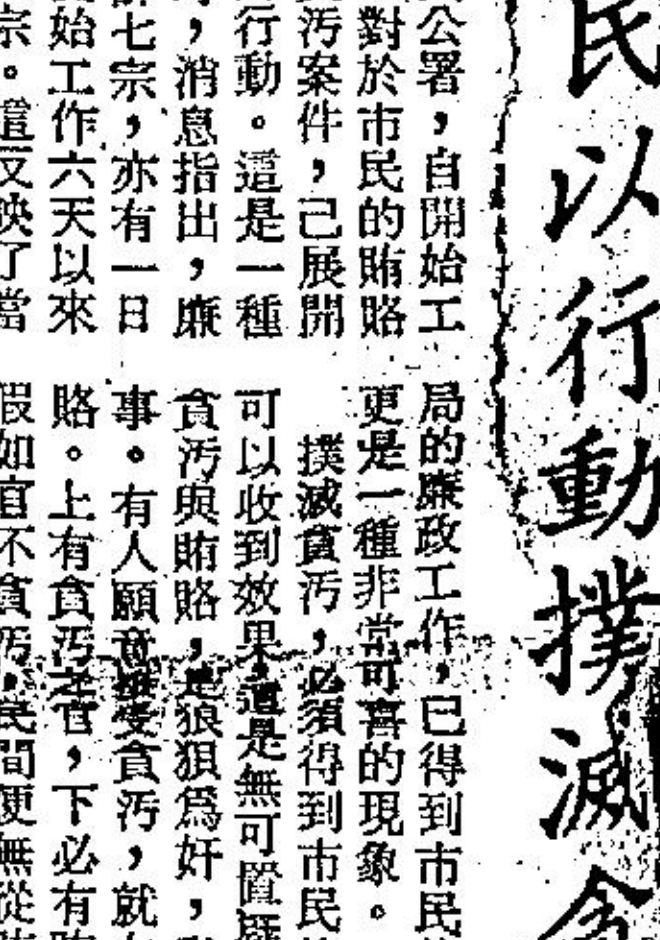 民以行動撲滅貪
公署，自開始工
對於市民的賄賂
污案件，己展開
行動。這是一種
，消息指出，廉
七宗，亦有一日
始工作六天以來
宗。這反映了當
局的廉政工作，已得到市民
更是一種非常可喜的現象。
撲滅貪污，必須得到市民
可以收到效果，這是無可置疑
貪污與賄賂，是狼狽爲奸，
事。有人願意接受貪污，就
賂。上有貪污之官，下必有
假如官不貪污，民間便無從